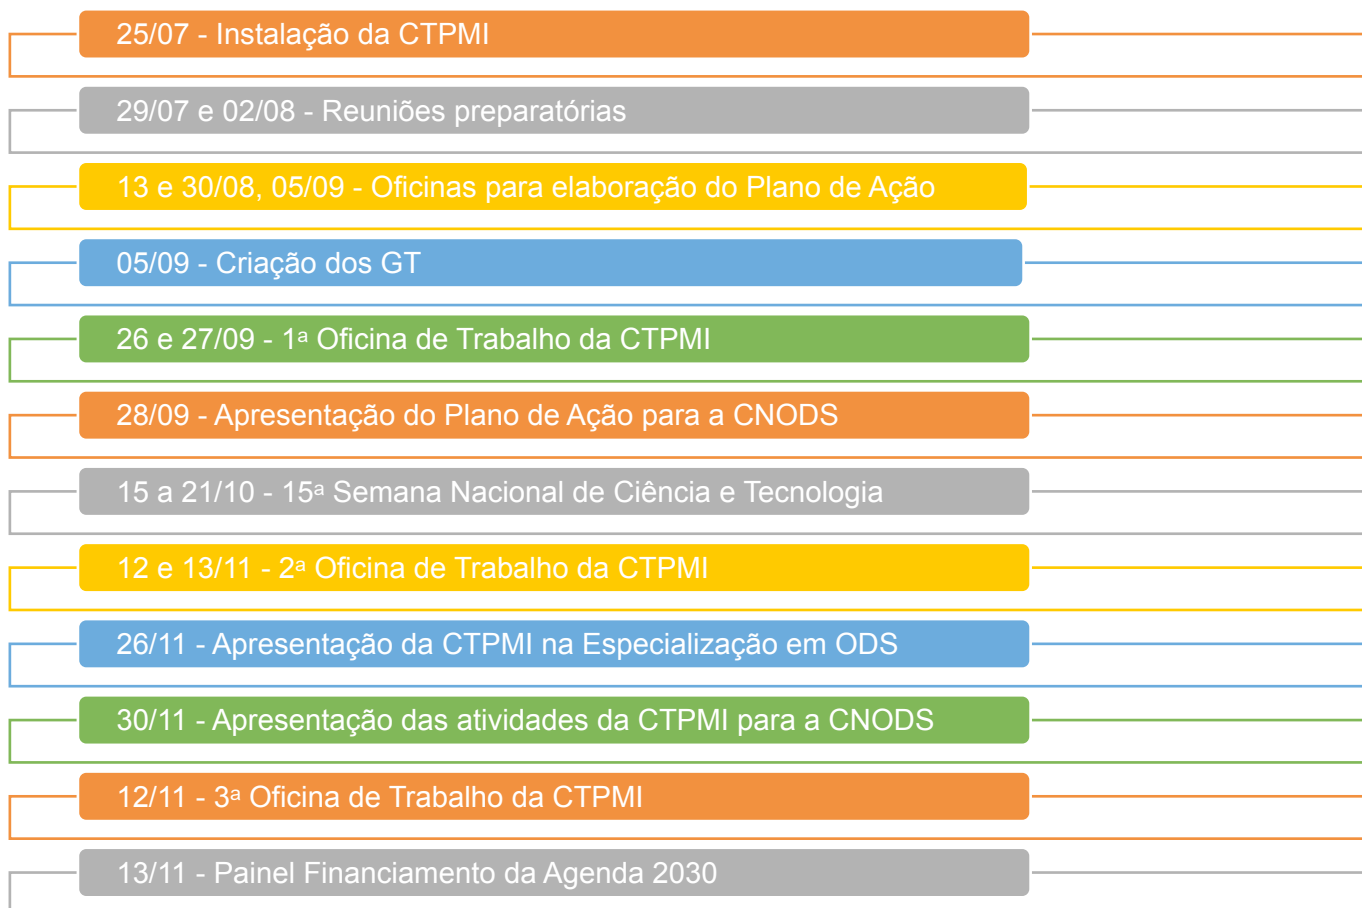 25/07 - Instalação da CTPMI
29/07 e 02/08 - Reuniões preparatórias
13 e 30/08, 05/09 - Oficinas para elaboração do Plano de Ação
05/09 - Criação dos GT
26 e 27/09 - 1ª Oficina de Trabalho da CTPMI
28/09 - Apresentação do Plano de Ação para a CNODS
15 a 21/10 - 15ª Semana Nacional de Ciência e Tecnologia
12 e 13/11 - 2ª Oficina de Trabalho da CTPMI
26/11 - Apresentação da CTPMI na Especialização em ODS
30/11 - Apresentação das atividades da CTPMI para a CNODS
12/11 - 3ª Oficina de Trabalho da CTPMI
13/11 - Painel Financiamento da Agenda 2030